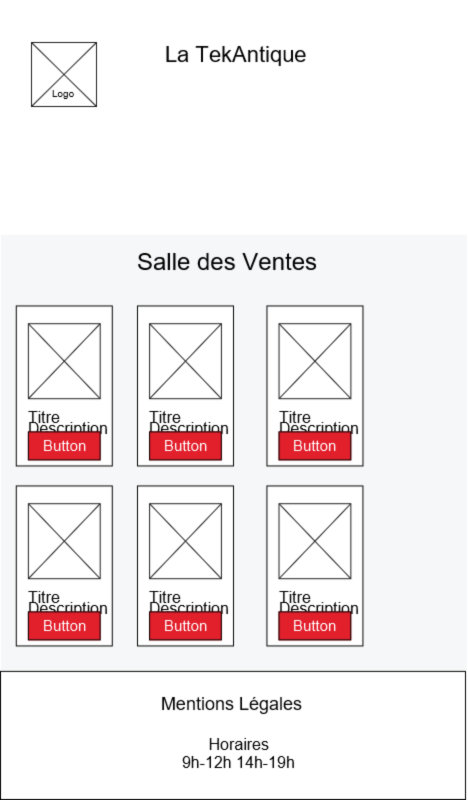 La TekAntique
Logo
Salle des Ventes
Titre
Description
Button
Titre
Description
Button
Titre
Description
Button
Titre
Description
Button
Titre
Description
Button
Titre
Description
Button
Mentions Légales
Horaires
9h-12h 14h-19h